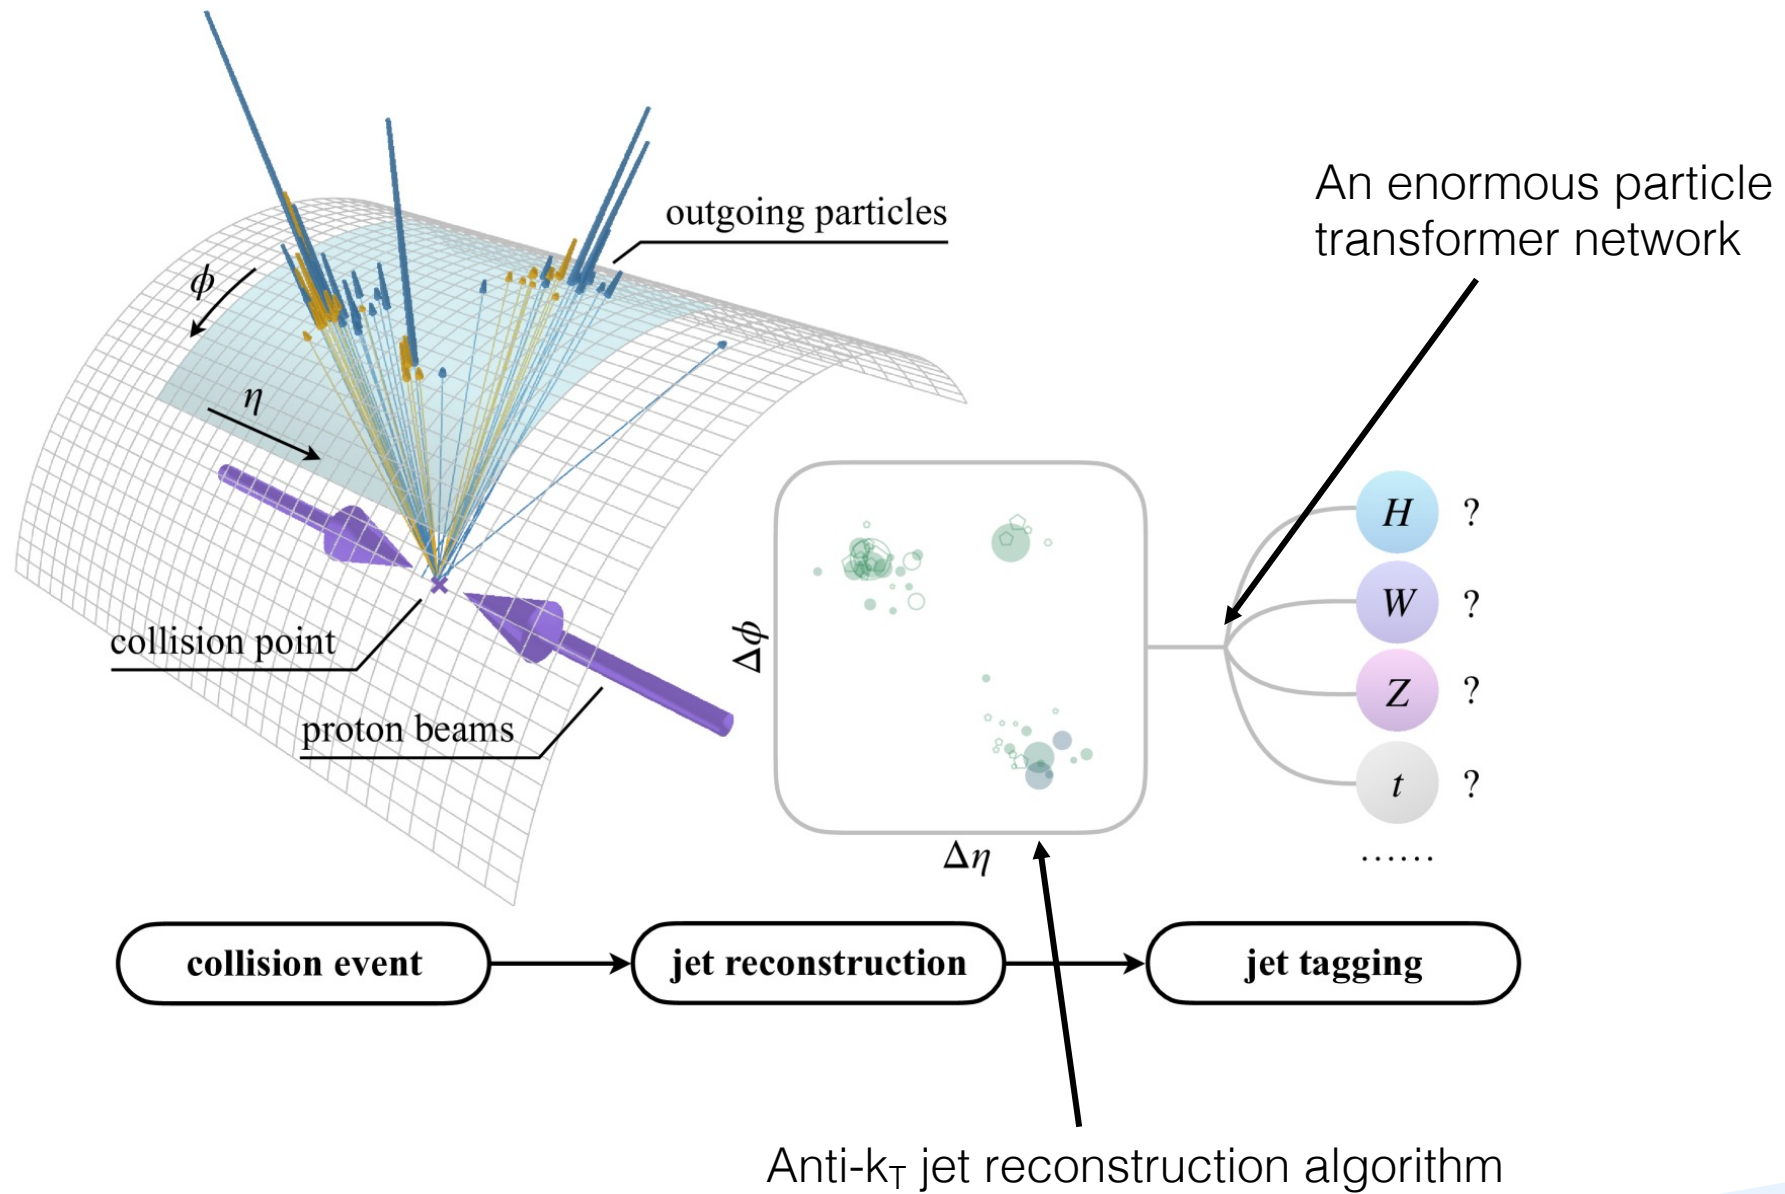 outgoing particles
An enormous particle
transformer network
ϕ
η
collision point
proton beams
Δϕ
Δη
H ?
W ?
Z ?
t ?
......
collision event
jet reconstruction
jet tagging
Anti-k_T jet reconstruction algorithm